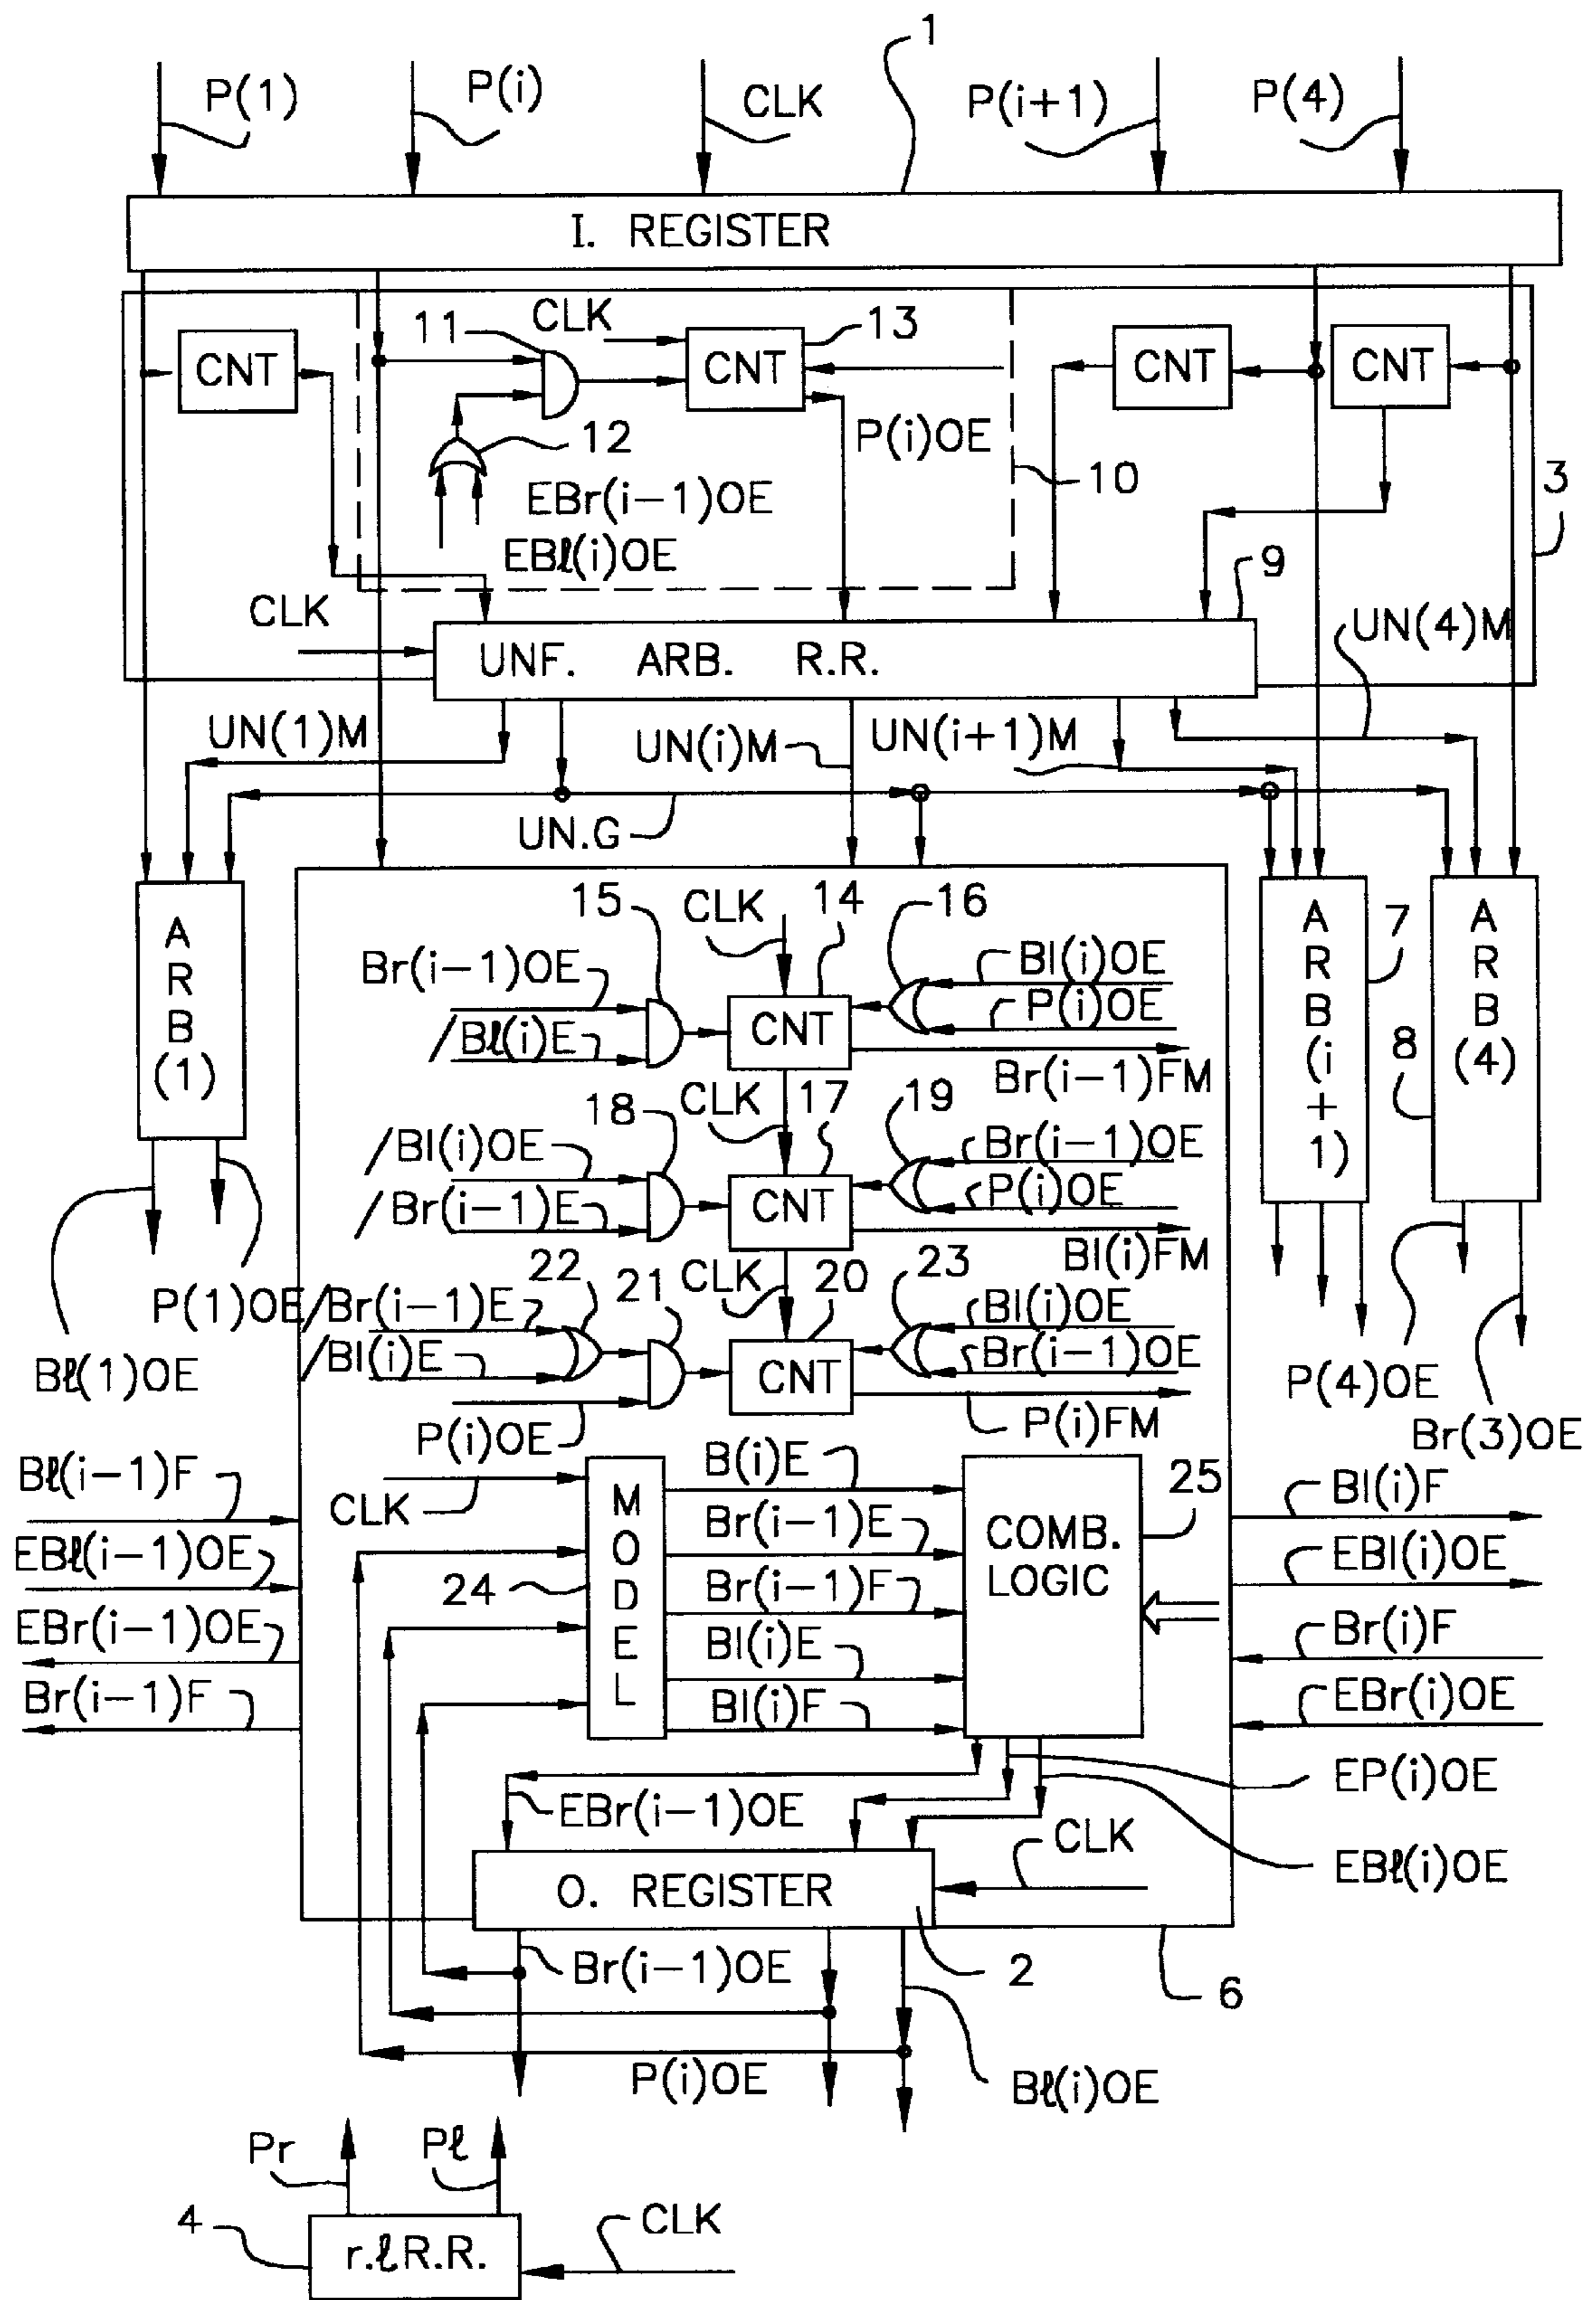 1
P(1)
P(i)
CLK
P(i+1)
P(4)
I. REGISTER
CNT
11
CLK
CNT
13
CNT
CNT
12
P(i)OE
10
3
EBr(i−1)OE
EBℓ(i)OE
9
CLK
UNF. ARB. R.R.
UN(4)M
UN(1)M
UN(i)M
UN(i+1)M
UN.G
A
R
B
(1)
15
CLK
14
16
Br(i−1)OE
/Bℓ(i)E
CNT
Bl(i)OE
P(i)OE
Br(i−1)FM
A
R
B
(i
+
1)
7
A
R
B
(4)
8
18
CLK
17
19
/Bl(i)OE
/Br(i−1)E
CNT
Br(i−1)OE
P(i)OE
Bl(i)FM
P(1)OE
Bℓ(1)OE
22
21
CLK
20
23
/Br(i−1)E
/Bl(i)E
P(i)OE
CNT
Bl(i)OE
Br(i−1)OE
P(i)FM
P(4)OE
Br(3)OE
Bℓ(i−1)F
EBℓ(i−1)OE
EBr(i−1)OE
Br(i−1)F
CLK
24
M
O
D
E
L
B(i)E
Br(i−1)E
Br(i−1)F
Bl(i)E
Bl(i)F
COMB.
LOGIC
25
Bl(i)F
EBl(i)OE
Br(i)F
EBr(i)OE
EP(i)OE
EBr(i−1)OE
CLK
EBℓ(i)OE
O. REGISTER
Br(i−1)OE
2
6
P(i)OE
Bℓ(i)OE
Pr
Pℓ
4
r.ℓ R.R.
CLK